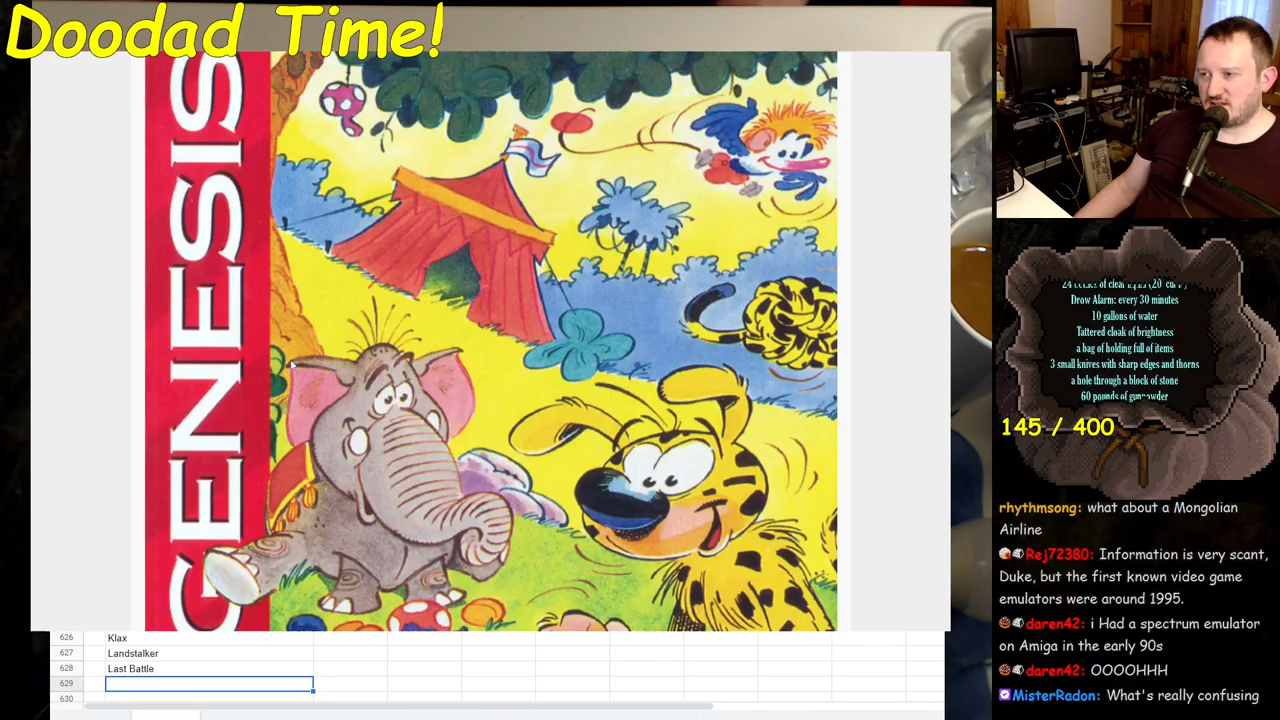 Doodad Time!
GENESIS
Drow Alarm: every 30 minutes
10 gallons of water
Tattered cloak of brightness
a bag of holding full of items
3 small knives with sharp edges and thorns
a hole through a block of stone
60 pounds of gunpowder
145 / 400
rhythmsong: what about a Mongolian
Airline
Rej72380: Information is very scant,
Duke, but the first known video game
emulators were around 1995.
daren42: i Had a spectrum emulator
on Amiga in the early 90s
daren42: OOOOHHH
MisterRadon: What's really confusing
626 Klax
627 Landstalker
628 Last Battle
629
630